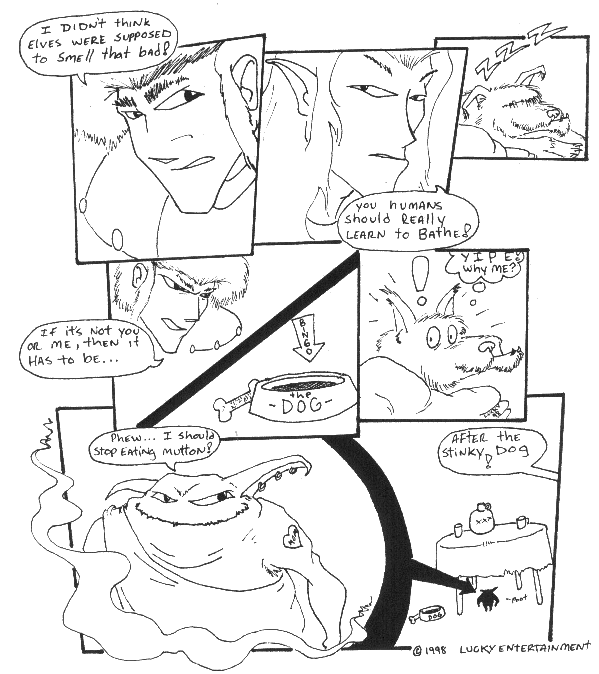 I DIDN'T THINK
ELVES WERE SUPPOSED
TO SMELL THAT BAD!
ZZZZ
YOU HUMANS
SHOULD REALLY
LEARN TO BATHE!
IF IT'S NOT YOU
OR ME, THEN IT
HAS TO BE...
BINGO
the
-DOG-
!
YIPE!
WHY ME?
PHEW... I SHOULD
STOP EATING MUTTON!
AFTER THE
STINKY DOG
!
XXX
-POOT
DOG
© 1998 LUCKY ENTERTAINMENT